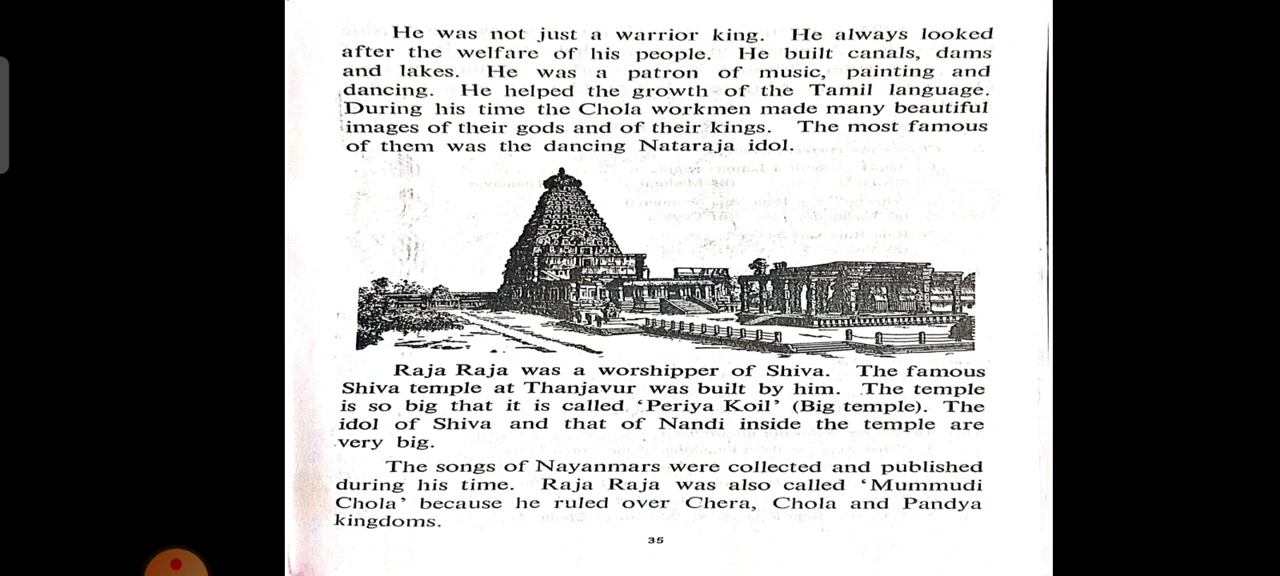 He was not just a warrior king. He always looked
after the welfare of his people. He built canals, dams
and lakes. He was a patron of music, painting and
dancing. He helped the growth of the Tamil language.
During his time the Chola workmen made many beautiful
images of their gods and of their kings. The most famous
of them was the dancing Nataraja idol.
Raja Raja was a worshipper of Shiva. The famous
Shiva temple at Thanjavur was built by him. The temple
is so big that it is called ‘Periya Koil’ (Big temple). The
idol of Shiva and that of Nandi inside the temple are
very big.
The songs of Nayanmars were collected and published
during his time. Raja Raja was also called ‘Mummudi
Chola’ because he ruled over Chera, Chola and Pandya
kingdoms.
35